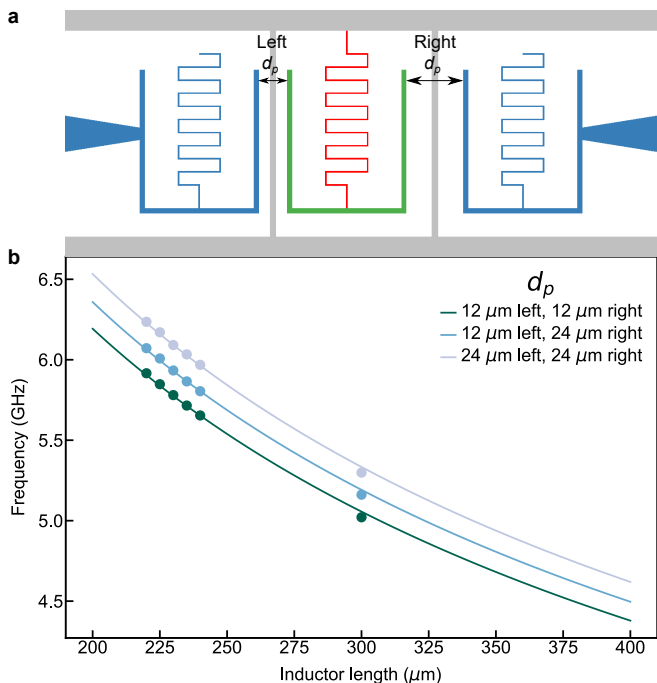 a
Left
dp
Right
dp
b
dp
12 μm left, 12 μm right
12 μm left, 24 μm right
24 μm left, 24 μm right
Frequency (GHz)
6.5
6.0
5.5
5.0
4.5
200 225 250 275 300 325 350 375 400
Inductor length (μm)